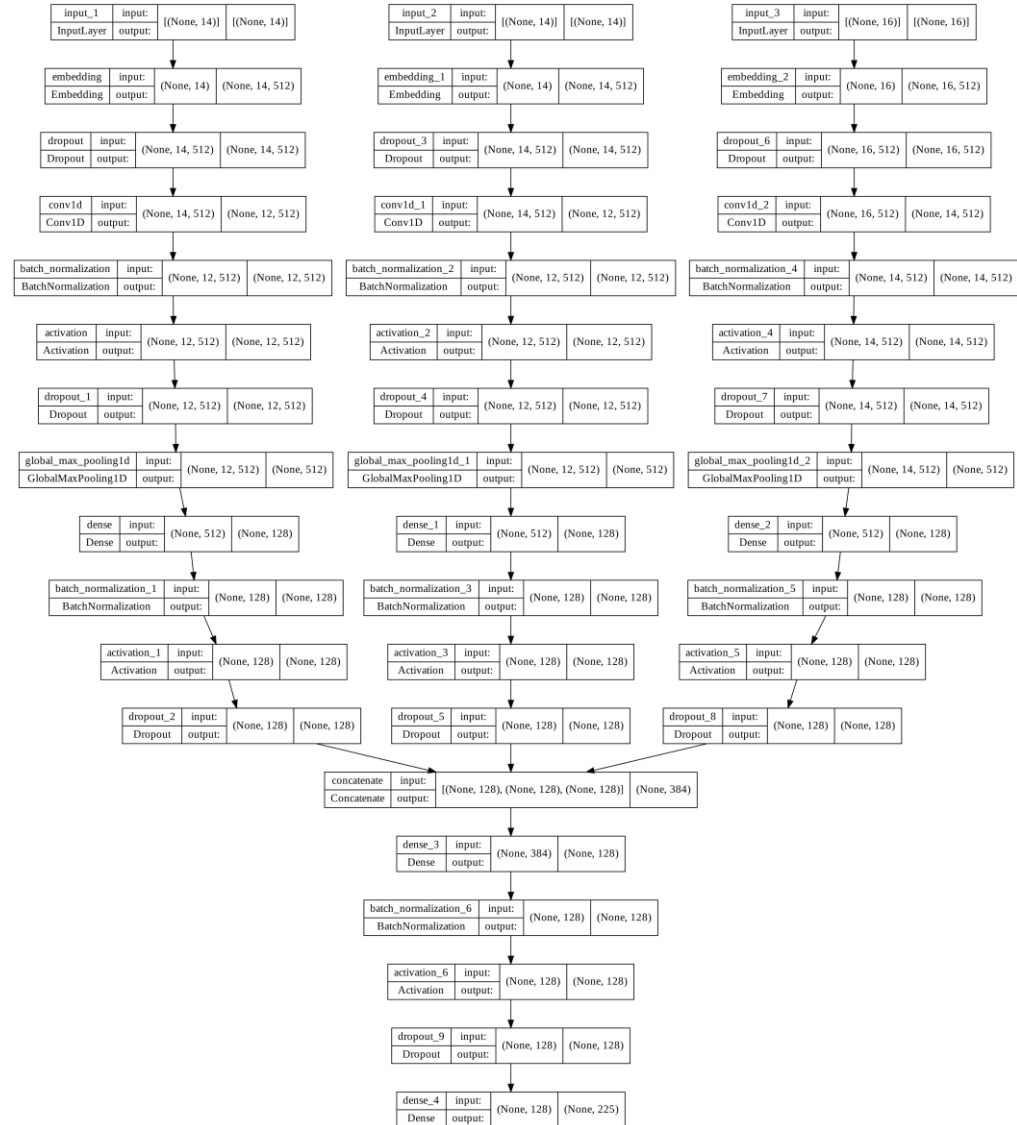 input_1 input: [(None, 14)] [(None, 14)]
InputLayer output:
input_2 input: [(None, 14)] [(None, 14)]
InputLayer output:
input_3 input: [(None, 16)] [(None, 16)]
InputLayer output:
embedding input: (None, 14) (None, 14, 512)
Embedding output:
embedding_1 input: (None, 14) (None, 14, 512)
Embedding output:
embedding_2 input: (None, 16) (None, 16, 512)
Embedding output:
dropout input: (None, 14, 512) (None, 14, 512)
Dropout output:
dropout_3 input: (None, 14, 512) (None, 14, 512)
Dropout output:
dropout_6 input: (None, 16, 512) (None, 16, 512)
Dropout output:
conv1d input: (None, 14, 512) (None, 12, 512)
Conv1D output:
conv1d_1 input: (None, 14, 512) (None, 12, 512)
Conv1D output:
conv1d_2 input: (None, 16, 512) (None, 14, 512)
Conv1D output:
batch_normalization input: (None, 12, 512) (None, 12, 512)
BatchNormalization output:
batch_normalization_2 input: (None, 12, 512) (None, 12, 512)
BatchNormalization output:
batch_normalization_4 input: (None, 14, 512) (None, 14, 512)
BatchNormalization output:
activation input: (None, 12, 512) (None, 12, 512)
Activation output:
activation_2 input: (None, 12, 512) (None, 12, 512)
Activation output:
activation_4 input: (None, 14, 512) (None, 14, 512)
Activation output:
dropout_1 input: (None, 12, 512) (None, 12, 512)
Dropout output:
dropout_4 input: (None, 12, 512) (None, 12, 512)
Dropout output:
dropout_7 input: (None, 14, 512) (None, 14, 512)
Dropout output:
global_max_pooling1d input: (None, 12, 512) (None, 512)
GlobalMaxPooling1D output:
global_max_pooling1d_1 input: (None, 12, 512) (None, 512)
GlobalMaxPooling1D output:
global_max_pooling1d_2 input: (None, 14, 512) (None, 512)
GlobalMaxPooling1D output:
dense input: (None, 512) (None, 128)
Dense output:
dense_1 input: (None, 512) (None, 128)
Dense output:
dense_2 input: (None, 512) (None, 128)
Dense output:
batch_normalization_1 input: (None, 128) (None, 128)
BatchNormalization output:
batch_normalization_3 input: (None, 128) (None, 128)
BatchNormalization output:
batch_normalization_5 input: (None, 128) (None, 128)
BatchNormalization output:
activation_1 input: (None, 128) (None, 128)
Activation output:
activation_3 input: (None, 128) (None, 128)
Activation output:
activation_5 input: (None, 128) (None, 128)
Activation output:
dropout_2 input: (None, 128) (None, 128)
Dropout output:
dropout_5 input: (None, 128) (None, 128)
Dropout output:
dropout_8 input: (None, 128) (None, 128)
Dropout output:
concatenate input: [(None, 128), (None, 128), (None, 128)] (None, 384)
Concatenate output:
dense_3 input: (None, 384) (None, 128)
Dense output:
batch_normalization_6 input: (None, 128) (None, 128)
BatchNormalization output:
activation_6 input: (None, 128) (None, 128)
Activation output:
dropout_9 input: (None, 128) (None, 128)
Dropout output:
dense_4 input: (None, 128) (None, 225)
Dense output: